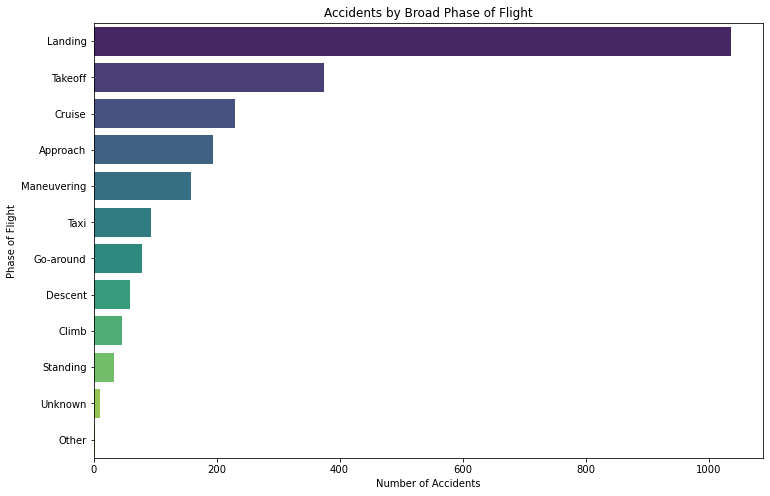 Accidents by Broad Phase of Flight
Landing
Takeoff
Cruise
Approach
Maneuvering
Taxi
Go-around
Descent
Climb
Standing
Unknown
Other
Phase of Flight
0 200 400 600 800 1000
Number of Accidents